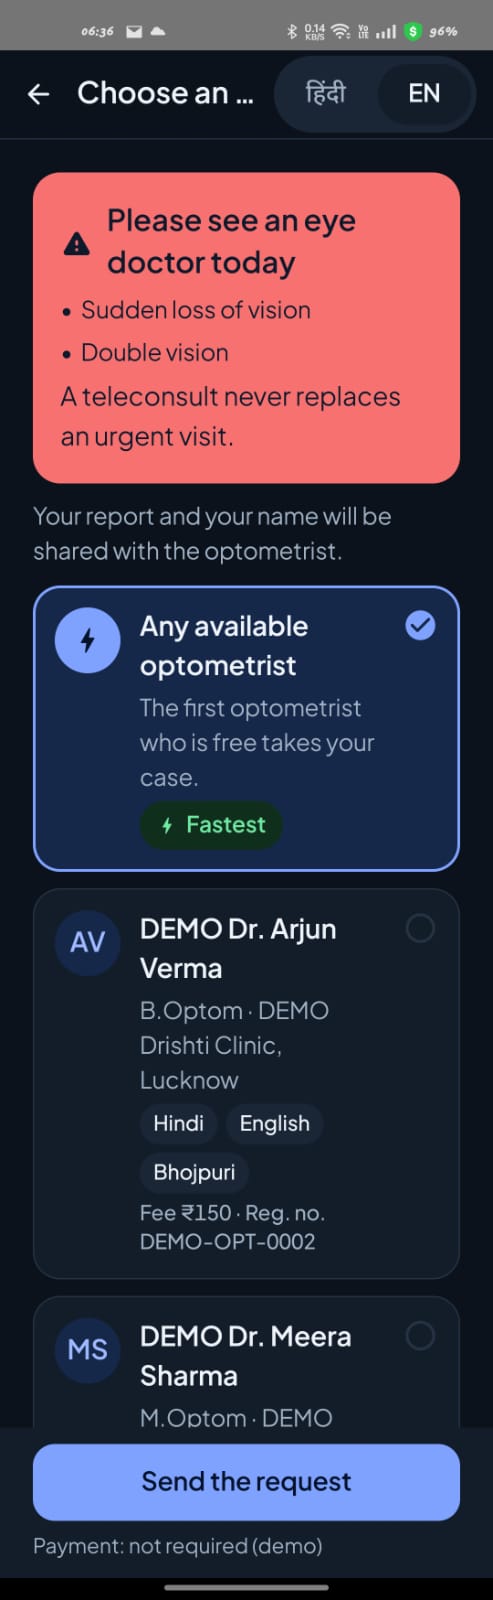 06:36
0.14 KB/S
Vo LTE
96%
Choose an ...
हिंदी
EN
Please see an eye
doctor today
• Sudden loss of vision
• Double vision
A teleconsult never replaces
an urgent visit.
Your report and your name will be
shared with the optometrist.
Any available
optometrist
The first optometrist
who is free takes your
case.
Fastest
AV
DEMO Dr. Arjun
Verma
B.Optom · DEMO
Drishti Clinic,
Lucknow
Hindi
English
Bhojpuri
Fee ₹150 · Reg. no.
DEMO-OPT-0002
MS
DEMO Dr. Meera
Sharma
M.Optom · DEMO
Send the request
Payment: not required (demo)